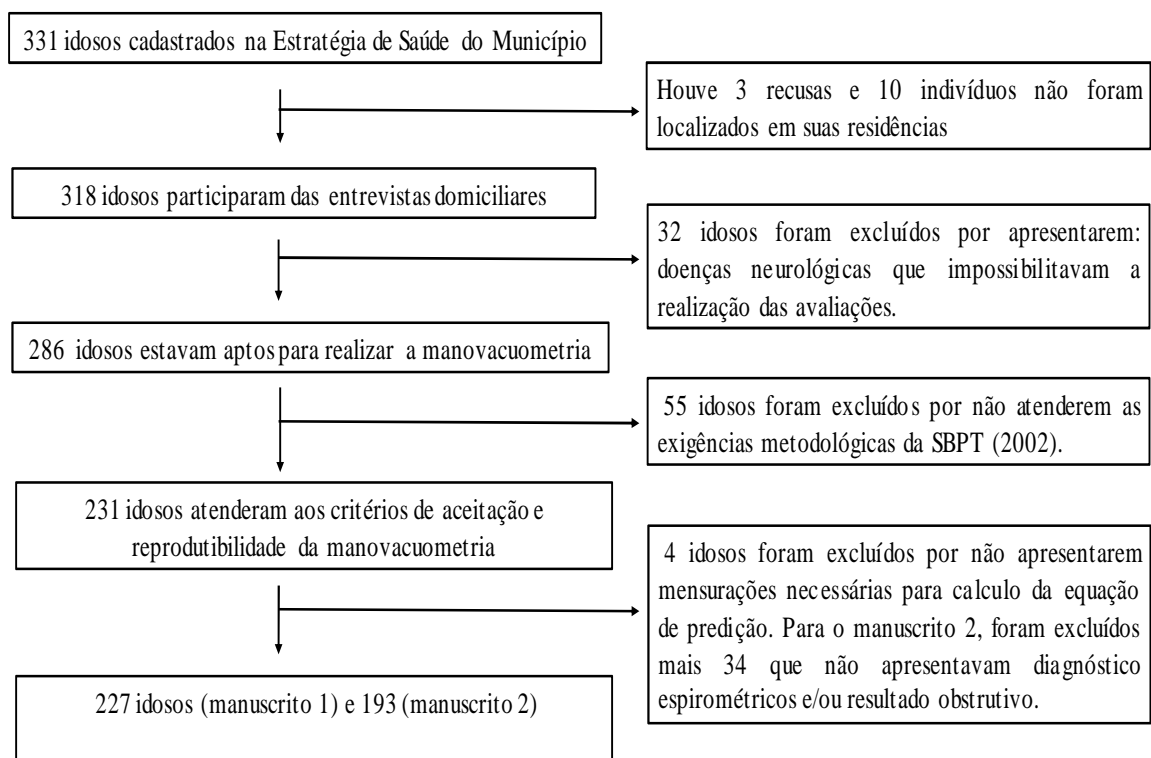 331 idosos cadastrados na Estratégia de Saúde do Município
Houve 3 recusas e 10 indivíduos não foram
localizados em suas residências
318 idosos participaram das entrevistas domiciliares
32 idosos foram excluídos por apresentarem:
doenças neurológicas que impossibilitavam a
realização das avaliações.
286 idosos estavam aptos para realizar a manovacuometria
55 idosos foram excluídos por não atenderem as
exigências metodológicas da SBPT (2002).
231 idosos atenderam aos critérios de aceitação e
reprodutibilidade da manovacuometria
4 idosos foram excluídos por não apresentarem
mensurações necessárias para calculo da equação
de predição. Para o manuscrito 2, foram excluídos
mais 34 que não apresentavam diagnóstico
espirométricos e/ou resultado obstrutivo.
227 idosos (manuscrito 1) e 193 (manuscrito 2)